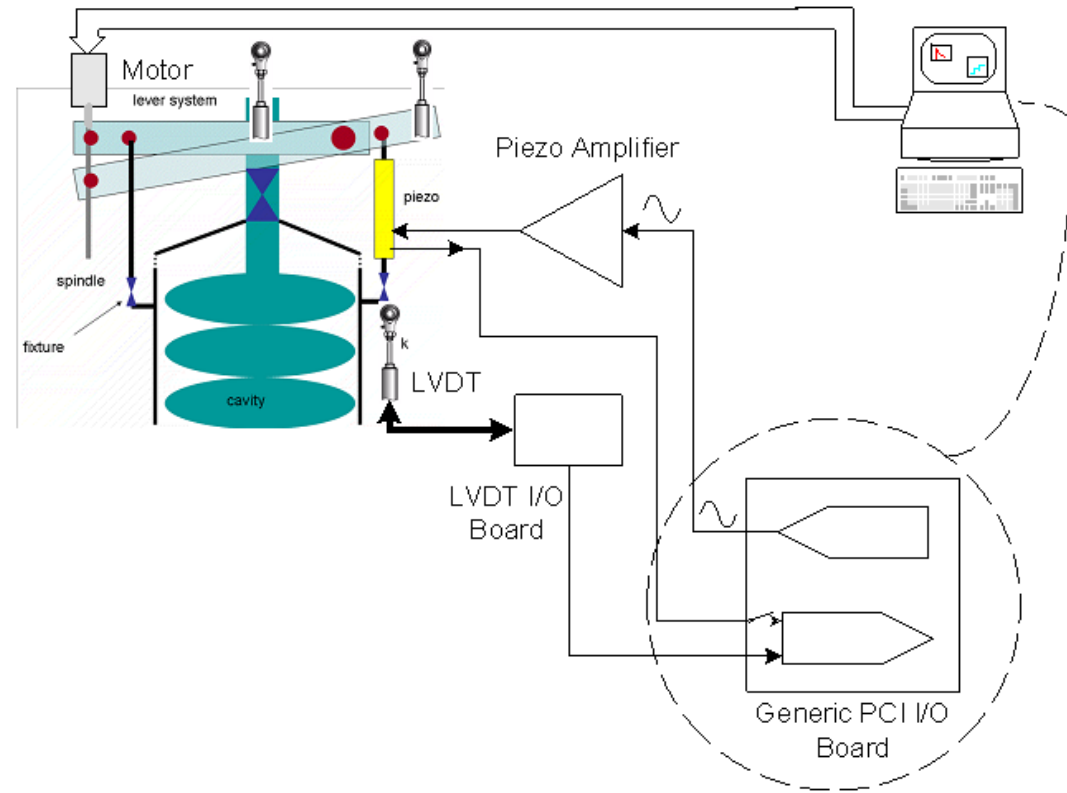 Motor
lever system
Piezo Amplifier
piezo
spindle
fixture
k
LVDT
cavity
LVDT I/O
Board
Generic PCI I/O
Board